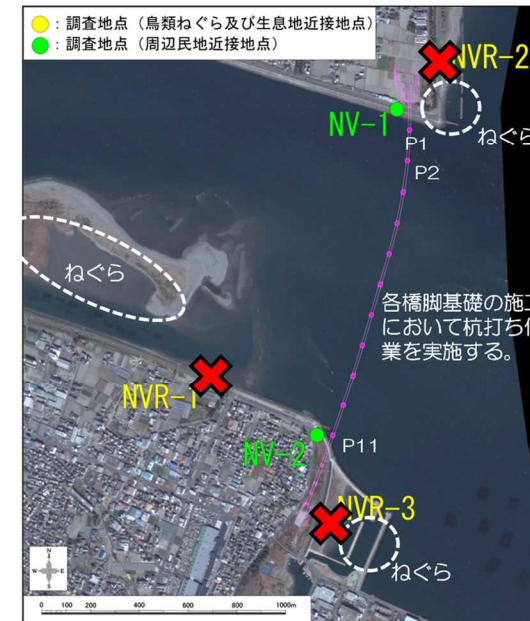 ：調査地点（鳥類ねぐら及び生息地近接地点）
：調査地点（周辺民地近接地点）
NVR-2
NV-1
ねぐら
P1
P2
ねぐら
各橋脚基礎の施工
において杭打ち作
業を実施する。
NVR-1
NV-2
P11
NVR-3
ねぐら
N
W E
S
0 100 200 400 600 800 1000m